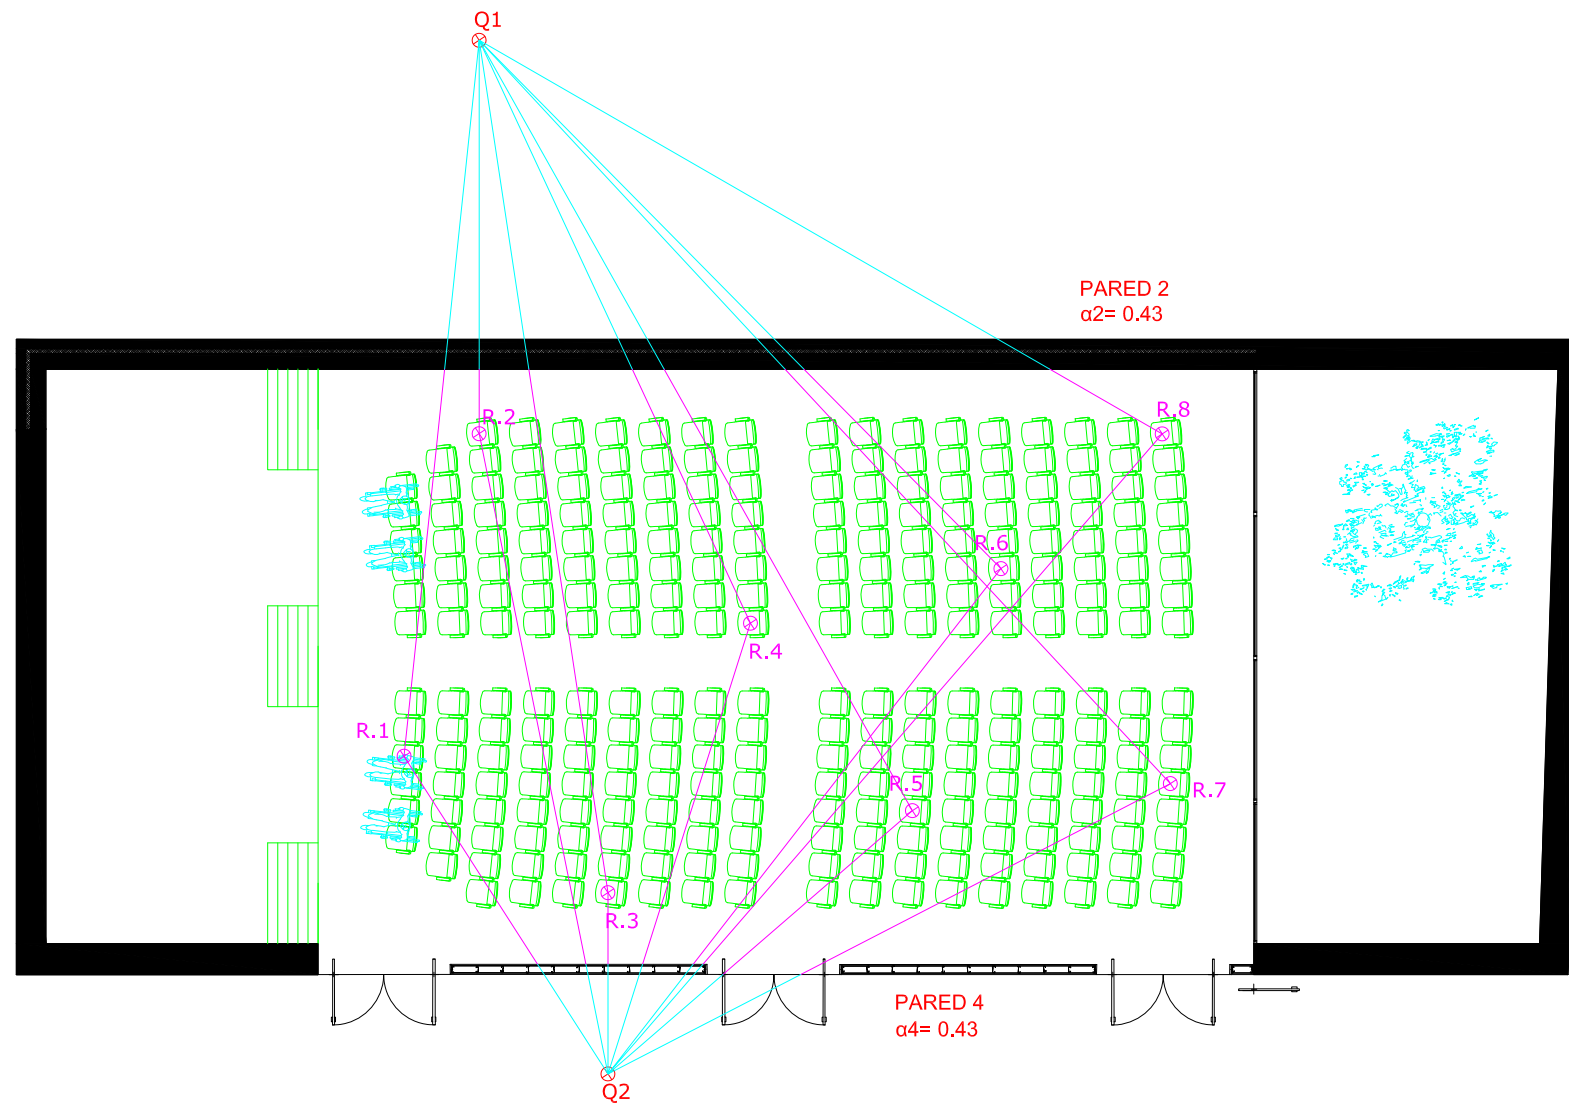 Q1
PARED 2
α2= 0.43
R.8
R.2
R.6
R.4
R.1
R.5
R.7
R.3
PARED 4
α4= 0.43
Q2